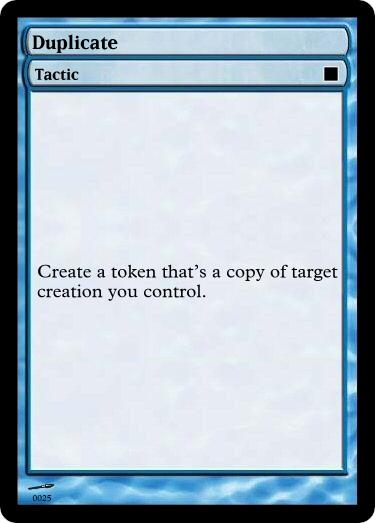 Duplicate
Tactic
Create a token that's a copy of target
creation you control.
0025